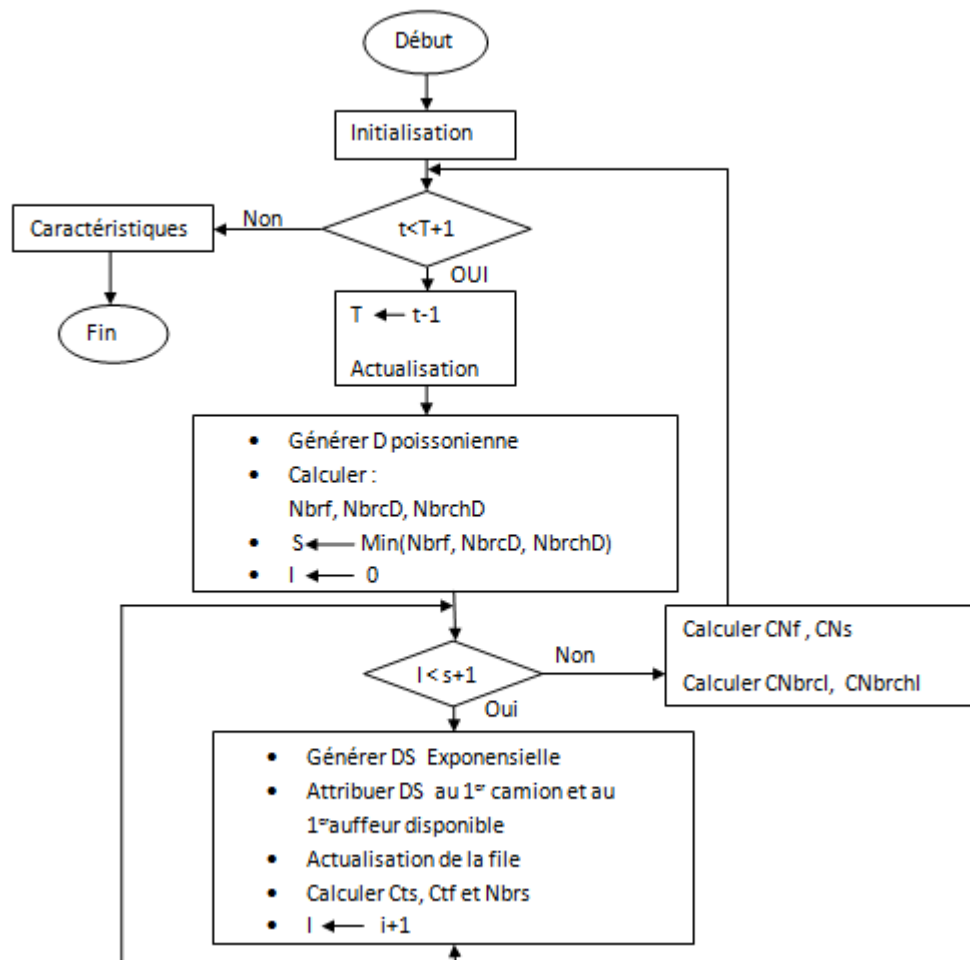 Début
Initialisation
Caractéristiques
Non
t<T+1
OUI
Fin
T ← t-1
Actualisation
• Générer D poissonienne
• Calculer :
Nbrf, NbrcD, NbrchD
• S ← Min(Nbrf, NbrcD, NbrchD)
• I ← 0
I < s+1
Non
Calculer CNf , CNs
Calculer CNbrcI, CNbrchI
Oui
• Générer DS Exponensielle
• Attribuer DS au 1er camion et au
1erauffeur disponible
• Actualisation de la file
• Calculer Cts, Ctf et Nbrs
• I ← i+1